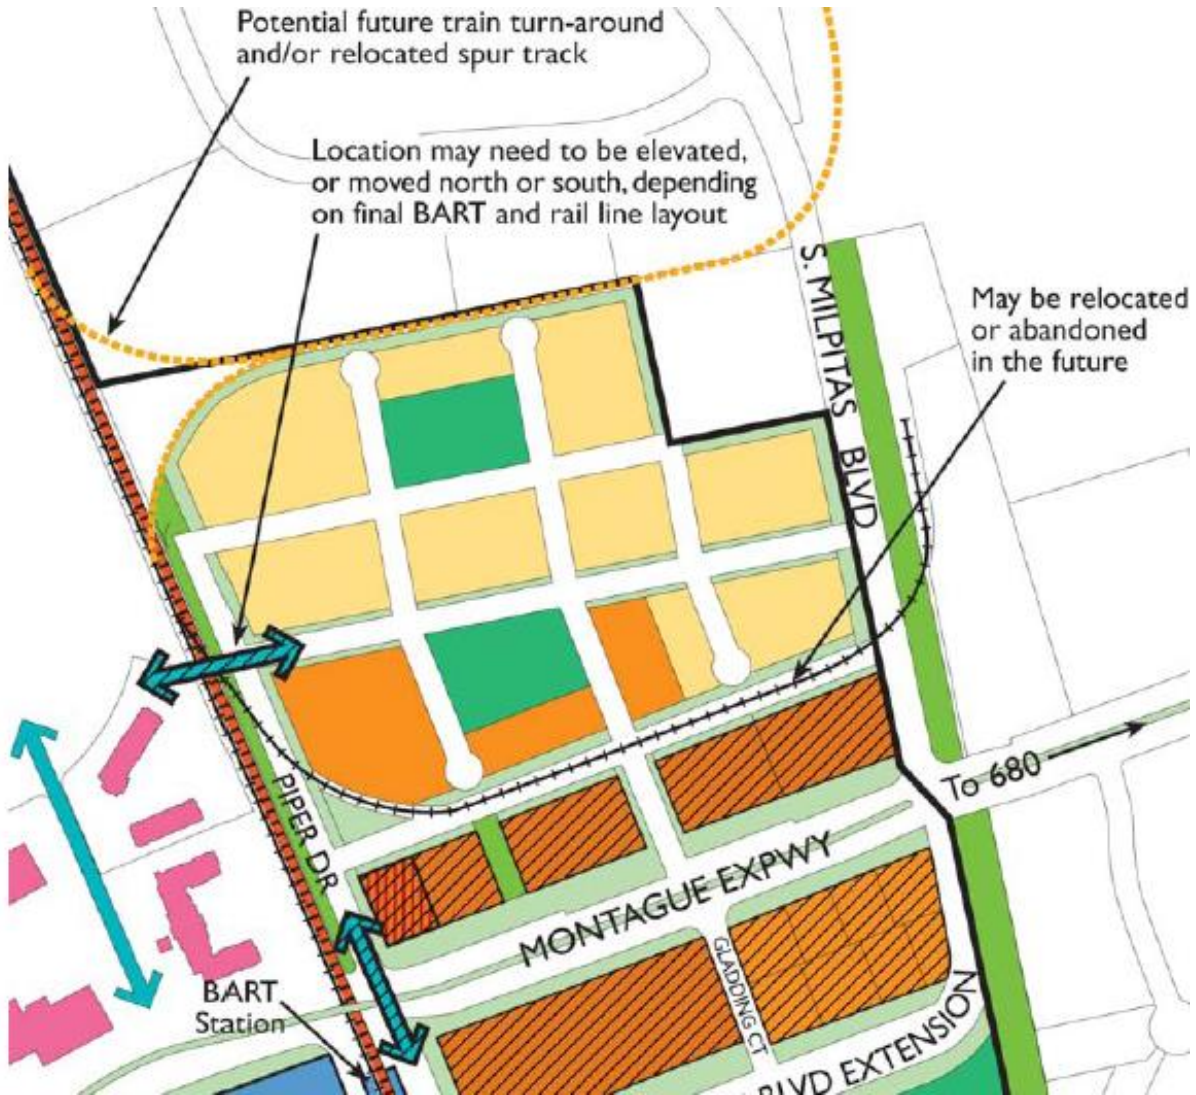 Potential future train turn-around
and/or relocated spur track
Location may need to be elevated,
or moved north or south, depending
on final BART and rail line layout
S. MILPITAS BLVD
May be relocated
or abandoned
in the future
To 680
PIPER DR
MONTAGUE EXPWY
GLADDING CT
BART
Station
BLVD EXTENSION